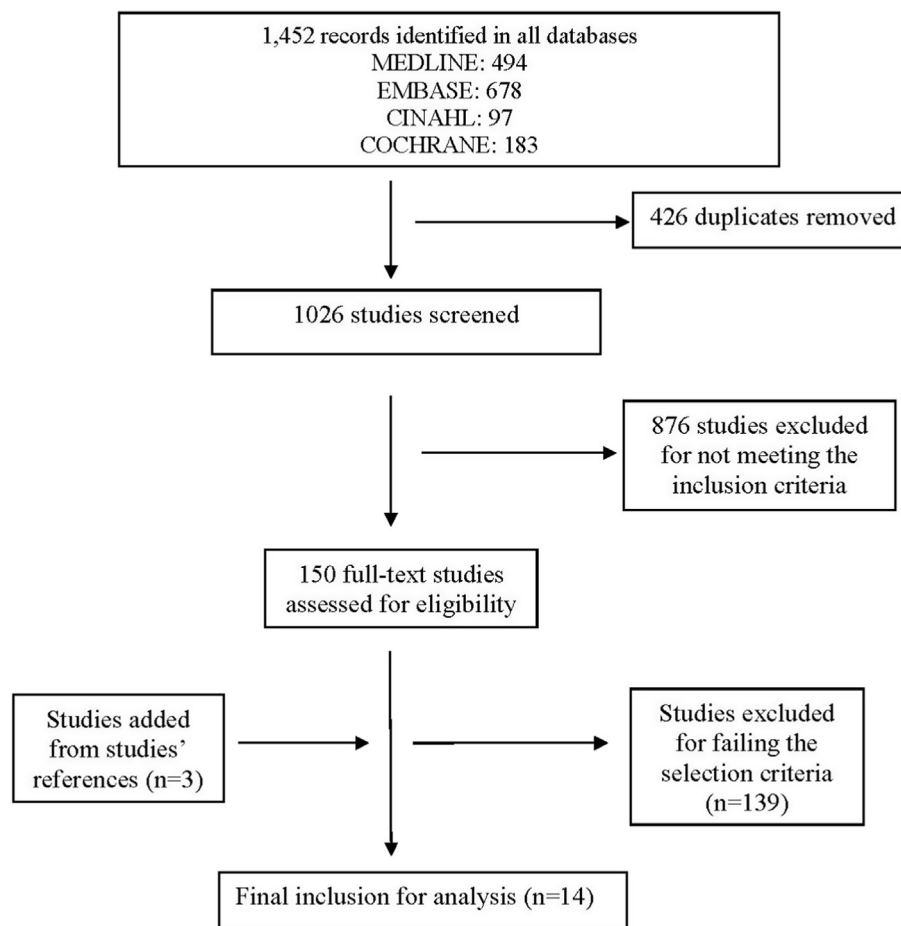 1,452 records identified in all databases
MEDLINE: 494
EMBASE: 678
CINAHL: 97
COCHRANE: 183
426 duplicates removed
1026 studies screened
876 studies excluded
for not meeting the
inclusion criteria
150 full-text studies
assessed for eligibility
Studies added
from studies’
references (n=3)
Studies excluded
for failing the
selection criteria
(n=139)
Final inclusion for analysis (n=14)